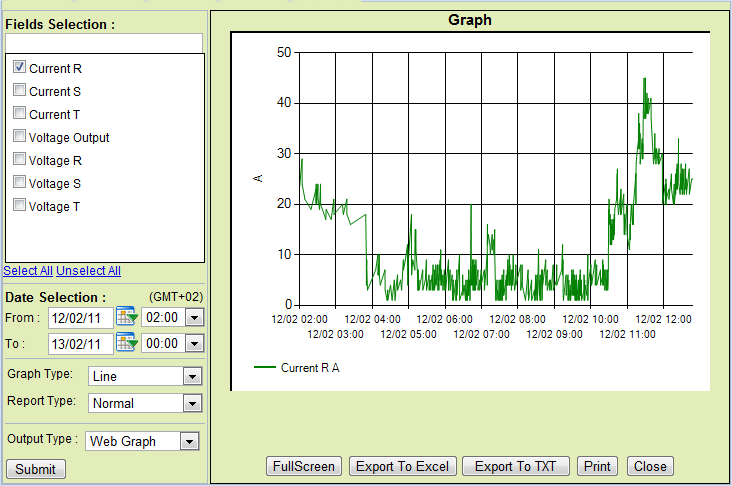 Fields Selection :
Current R
Current S
Current T
Voltage Output
Voltage R
Voltage S
Voltage T
Select All Unselect All
Date Selection : (GMT+02)
From : 12/02/11 02:00
To : 13/02/11 00:00
Graph Type: Line
Report Type: Normal
Output Type : Web Graph
Submit
Graph
50
40
30
20
10
0
A
12/02 02:00 12/02 04:00 12/02 06:00 12/02 08:00 12/02 10:00 12/02 12:00
12/02 03:00 12/02 05:00 12/02 07:00 12/02 09:00 12/02 11:00
Current R A
FullScreen Export To Excel Export To TXT Print Close